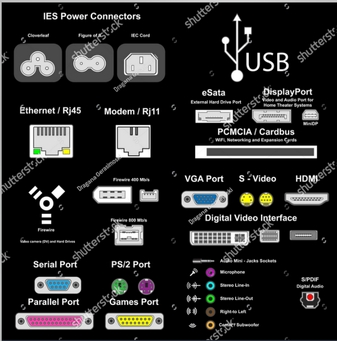 IES Power Connectors
Cloverleaf
Figure of 8
IEC Cord
USB
eSata
External Hard Drive Port
DisplayPort
Video and Audio Port for
Home Theater Systems
MiniDP
Ethernet / Rj45
Modem / Rj11
PCMCIA / Cardbus
WiFi, Networking and Expansion Cards
Firewire
Video camera (DV) and Hard Drives
Firewire 400 Mb/s
Firewire 800 Mb/s
VGA Port
S - Video
HDMI
Digital Video Interface
Serial Port
PS/2 Port
Parallel Port
Games Port
Audio Mini - Jacks Sockets
Microphone
Stereo Line-In
Stereo Line-Out
Right-to Left
Subwoofer
S/PDIF
Digital Audio
shutterstock